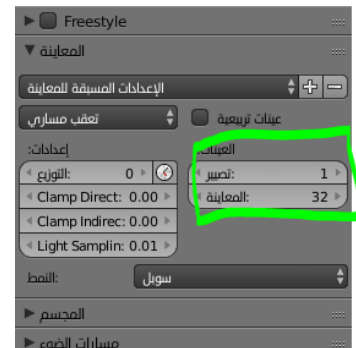 Freestyle
المعاينة
الإعدادات المسبقة للمعاينة
تعقب مساري
عينات تربيعية
إعدادات:
العينات:
التوزيع: 0
تصيير: 1
Clamp Direct: 0.00
المعاينة: 32
Clamp Indirec: 0.00
Light Samplin: 0.01
النمط:
سوبل
المجسم
مسارات الضوء